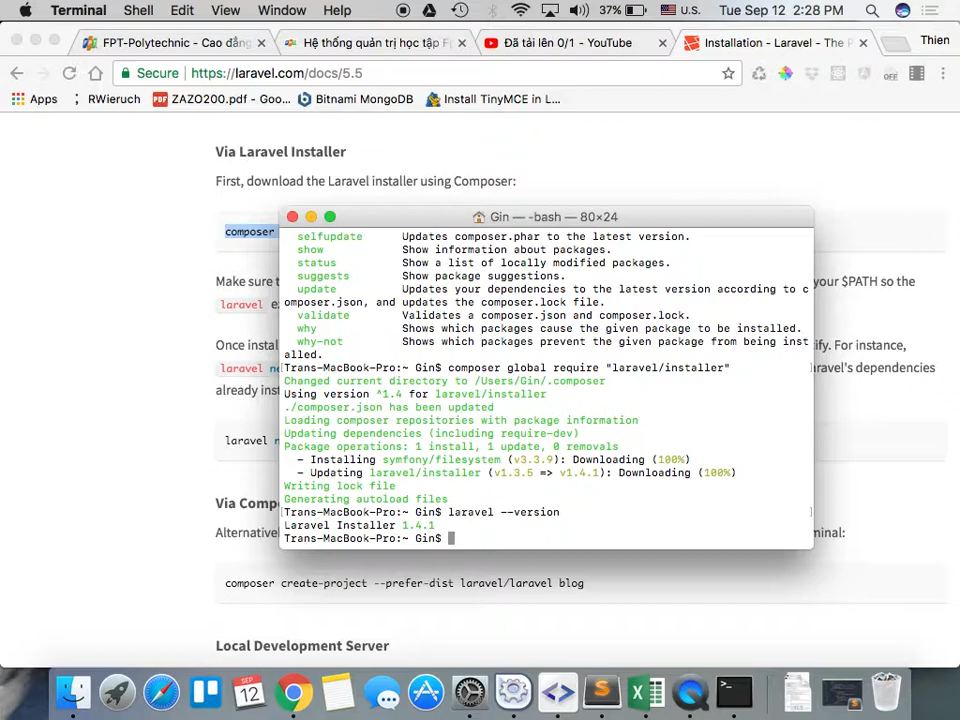 Terminal Shell Edit View Window Help 37% U.S. Tue Sep 12 2:28 PM
FPT-Polytechnic - Cao đẳng
Hệ thống quản trị học tập F
Đã tải lên 0/1 - YouTube
Installation - Laravel - The P
Thien
Secure https://laravel.com/docs/5.5
OFF
Apps RWieruch ZAZO200.pdf - Goo... Bitnami MongoDB Install TinyMCE in L...
Via Laravel Installer
First, download the Laravel installer using Composer:
composer
Make sure t
your $PATH so the
laravel e
Once instal
ify. For instance,
laravel ne
aravel's dependencies
already inst
laravel n
Via Comp
Alternativ
minal:
composer create-project --prefer-dist laravel/laravel blog
Local Development Server
Gin — -bash — 80×24
selfupdate Updates composer.phar to the latest version.
show Show information about packages.
status Show a list of locally modified packages.
suggests Show package suggestions.
update Updates your dependencies to the latest version according to c
omposer.json, and updates the composer.lock file.
validate Validates a composer.json and composer.lock.
why Shows which packages cause the given package to be installed.
why-not Shows which packages prevent the given package from being inst
alled.
[Trans-MacBook-Pro:~ Gin$ composer global require "laravel/installer" ]
Changed current directory to /Users/Gin/.composer
Using version ^1.4 for laravel/installer
./composer.json has been updated
Loading composer repositories with package information
Updating dependencies (including require-dev)
Package operations: 1 install, 1 update, 0 removals
- Installing symfony/filesystem (v3.3.9): Downloading (100%)
- Updating laravel/installer (v1.3.5 => v1.4.1): Downloading (100%)
Writing lock file
Generating autoload files
[Trans-MacBook-Pro:~ Gin$ laravel --version ]
Laravel Installer 1.4.1
Trans-MacBook-Pro:~ Gin$
SEP
12